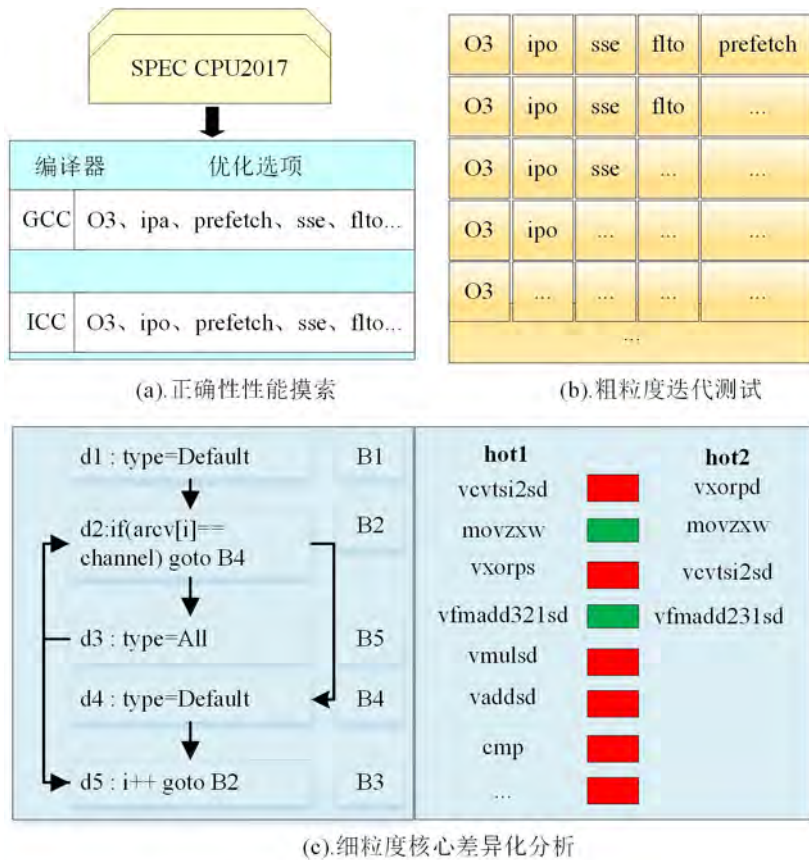 SPEC CPU2017
编译器 优化选项
GCC O3、ipa、prefetch、sse、flto...
ICC O3、ipo、prefetch、sse、flto...
(a).正确性性能摸索
O3 ipo sse flto prefetch
O3 ipo sse flto ...
O3 ipo sse ... ...
O3 ipo ... ... ...
O3 ... ... ... ...
...
(b).粗粒度迭代测试
d1 : type=Default B1
d2:if(arcv[i]== B2
channel) goto B4
d3 : type=All B5
d4 : type=Default B4
d5 : i++ goto B2 B3
hot1 hot2
vcvtsi2sd vxorpd
movzxw movzxw
vxorps vcvtsi2sd
vfmadd321sd vfmadd231sd
vmulsd
vaddsd
cmp
...
(c).细粒度核心差异化分析